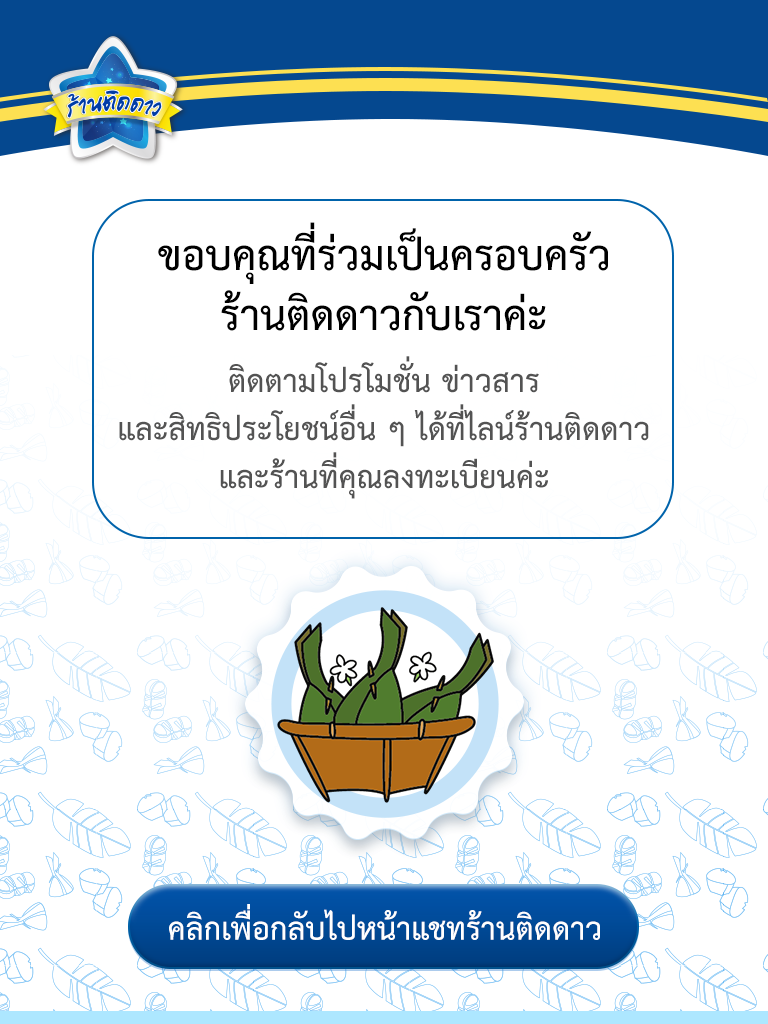 ร้านติดดาว
ขอบคุณที่ร่วมเป็นครอบครัว
ร้านติดดาวกับเราค่ะ
ติดตามโปรโมชั่น ข่าวสาร
และสิทธิประโยชน์อื่น ๆ ได้ที่ไลน์ร้านติดดาว
และร้านที่คุณลงทะเบียนค่ะ
คลิกเพื่อกลับไปหน้าแชทร้านติดดาว